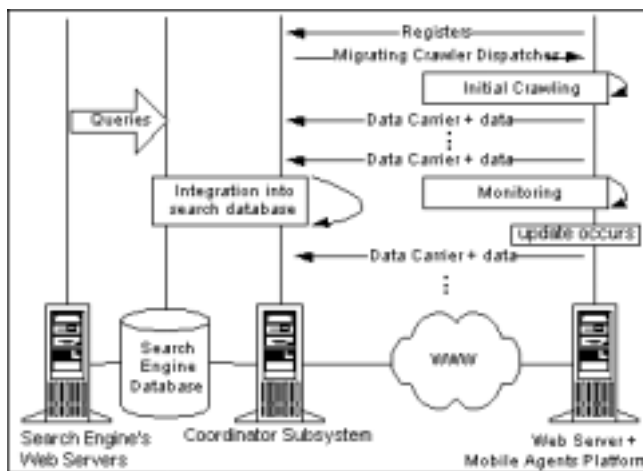 Registers
Migrating Crawler Dispatches
Initial Crawling
Queries
Data Carrier + data
Data Carrier + data
Integration into
search database
Monitoring
update occurs
Data Carrier + data
Search
Engine
Database
WWW
Search Engine's
Web Servers
Coordinator Subsystem
Web Server +
Mobile Agents Platform